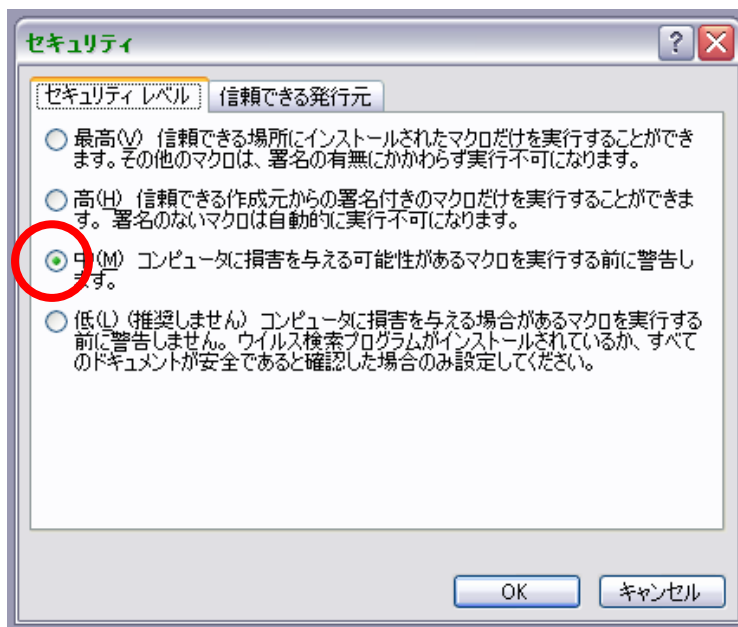 セキュリティ
?
セキュリティ レベル 信頼できる発行元
最高(V) 信頼できる場所にインストールされたマクロだけを実行することができ
ます。その他のマクロは、署名の有無にかかわらず実行不可になります。
高(H) 信頼できる作成元からの署名付きのマクロだけを実行することができま
す。 署名のないマクロは自動的に実行不可になります。
中(M) コンピュータに損害を与える可能性があるマクロを実行する前に警告し
ます。
低(L) (推奨しません) コンピュータに損害を与える場合があるマクロを実行する
前に警告しません。ウイルス検索プログラムがインストールされているか、すべて
のドキュメントが安全であると確認した場合のみ設定してください。
OK キャンセル